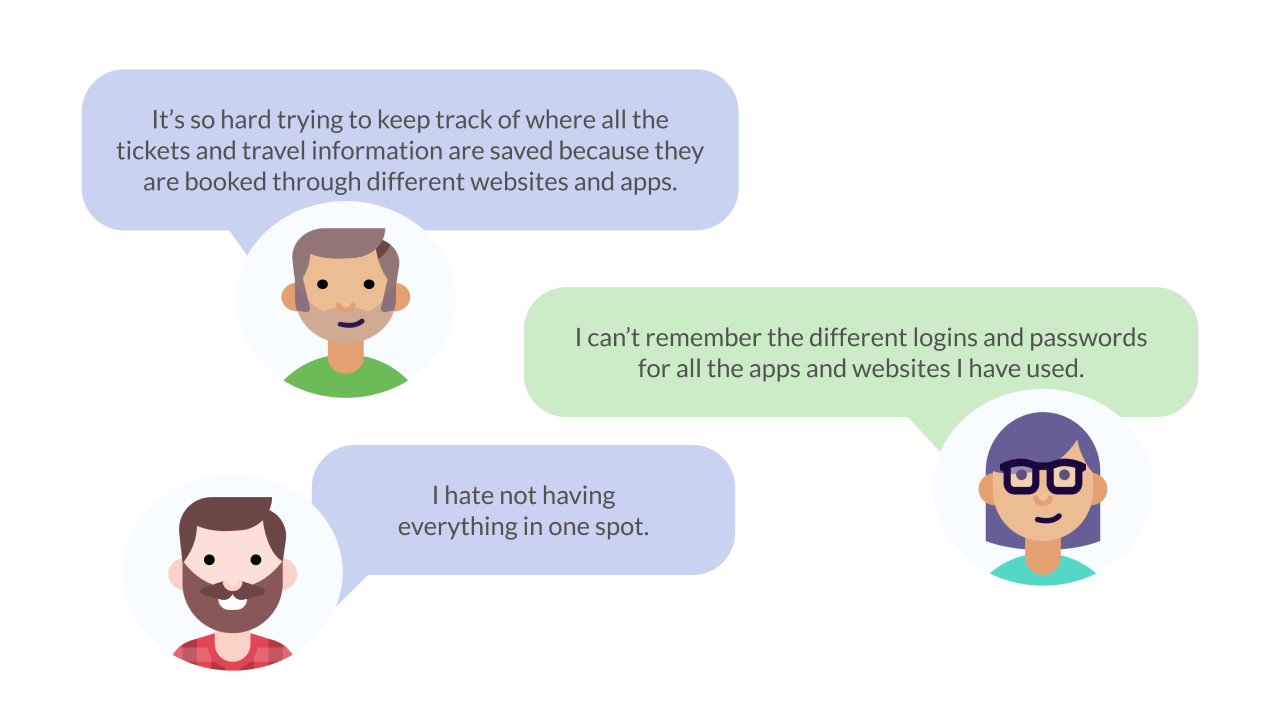 It’s so hard trying to keep track of where all the
tickets and travel information are saved because they
are booked through different websites and apps.
I can’t remember the different logins and passwords
for all the apps and websites I have used.
I hate not having
everything in one spot.